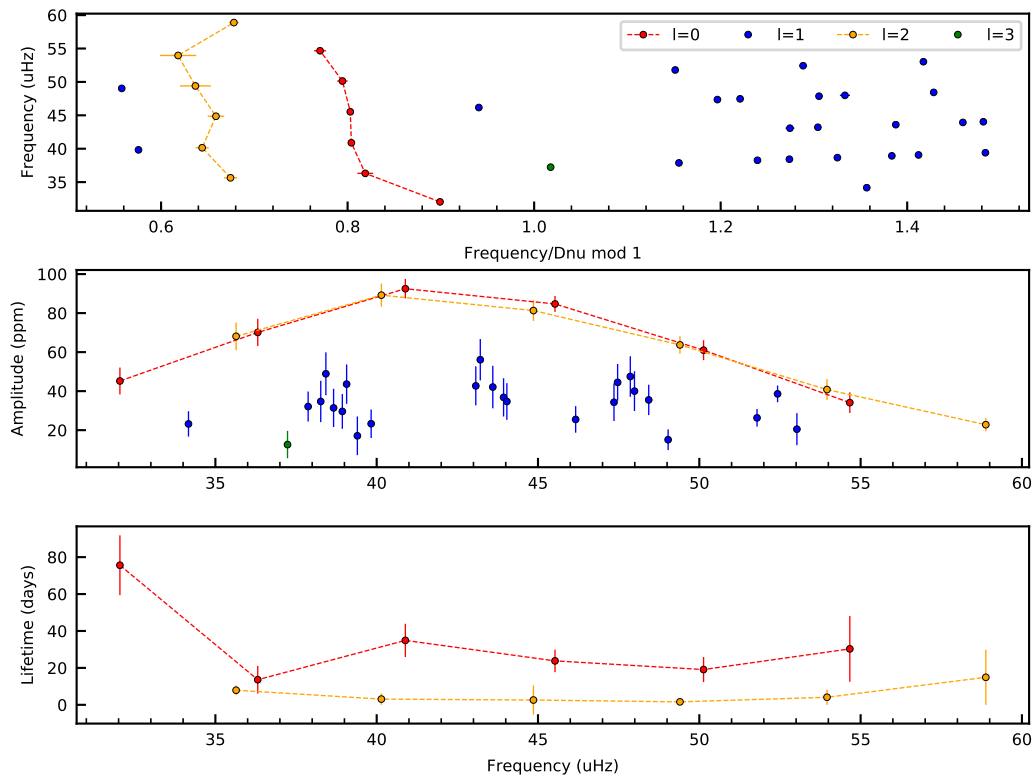 60
55
50
45
40
35
Frequency (uHz)
l=0 l=1 l=2 l=3
0.6 0.8 1.0 1.2 1.4
Frequency/Dnu mod 1
100
80
60
40
20
Amplitude (ppm)
35 40 45 50 55 60
80
60
40
20
0
Lifetime (days)
35 40 45 50 55 60
Frequency (uHz)